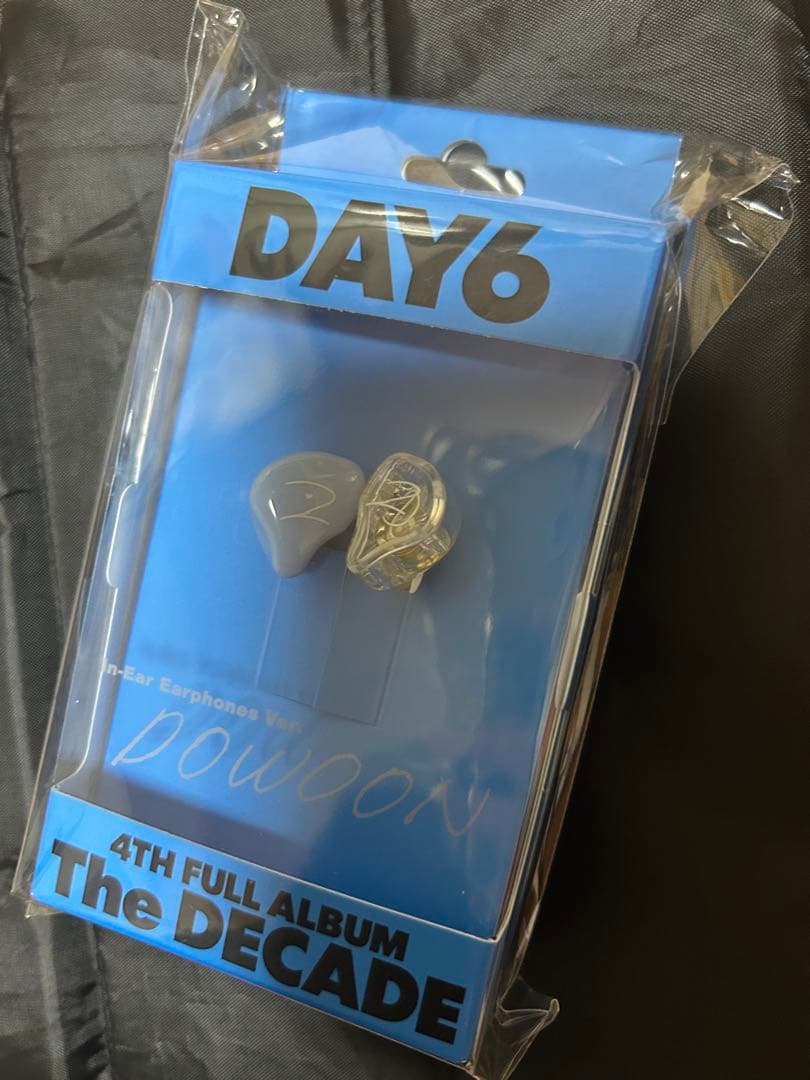 DAY6
n-Ear Earphones Ver.
DOWOON
4TH FULL ALBUM
The DECADE